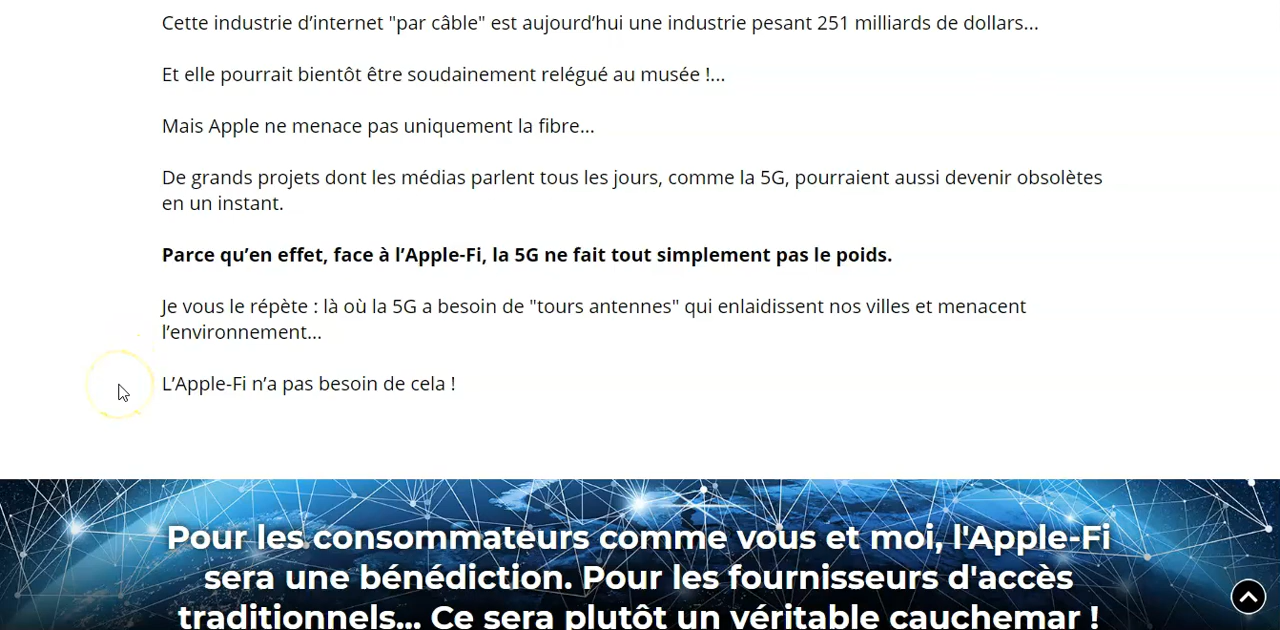 Cette industrie d’internet "par câble" est aujourd’hui une industrie pesant 251 milliards de dollars...
Et elle pourrait bientôt être soudainement relégué au musée !...
Mais Apple ne menace pas uniquement la fibre...
De grands projets dont les médias parlent tous les jours, comme la 5G, pourraient aussi devenir obsolètes
en un instant.
Parce qu’en effet, face à l’Apple-Fi, la 5G ne fait tout simplement pas le poids.
Je vous le répète : là où la 5G a besoin de "tours antennes" qui enlaidissent nos villes et menacent
l’environnement...
L’Apple-Fi n’a pas besoin de cela !
Pour les consommateurs comme vous et moi, l'Apple-Fi
sera une bénédiction. Pour les fournisseurs d'accès
traditionnels... Ce sera plutôt un véritable cauchemar !